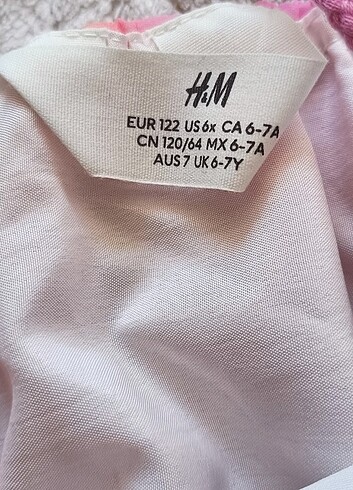 H&M
EUR 122 US 6x CA 6-7A
CN 120/64 MX 6-7A
AUS 7 UK 6-7Y